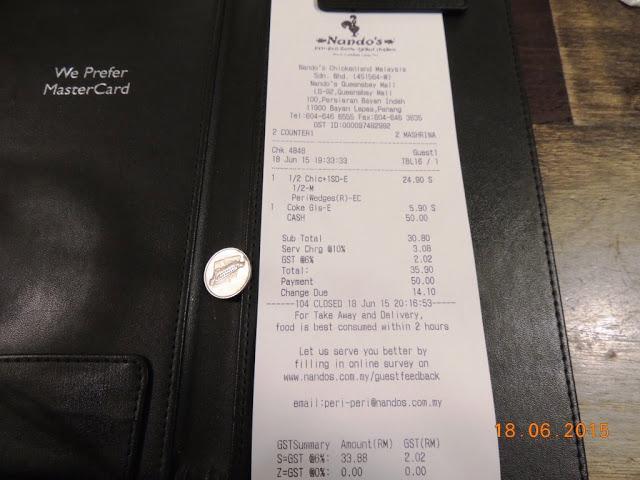 We Prefer
MasterCard
Nando's
Nando's Chickenland Malaysia
Sdn. Bhd. (451564-W)
Nando's Queensbay Mall
LG-92,Queensbay Mall
100,Persiaran Bayan Indah
11900 Bayan Lepas,Penang
Tel:604-646 6555 Fax:604-646 3635
GST ID:000097492992
2 COUNTER1 2 MASHRINA
Chk 4848 Guest1
18 Jun 15 19:33:33 TBL16 / 1
1 1/2 Chic+1SD-E 24.90 S
1/2-M
PeriWedges(R)-EC
1 Coke Gls-E 5.90 S
CASH 50.00
Sub Total 30.80
Serv Chrg @10% 3.08
GST @6% 2.02
Total: 35.90
Payment 50.00
Change Due 14.10
------104 CLOSED 18 Jun 15 20:16:53-----
For Take Away and Delivery,
food is best consumed within 2 hours
Let us serve you better by
filling in online survey on
www.nandos.com.my/guestfeedback
email:peri-peri@nandos.com.my
GSTSummary Amount(RM) GST(RM)
S=GST @6%: 33.88 2.02
Z=GST @0%: 0.00 0.00
18.06.2015